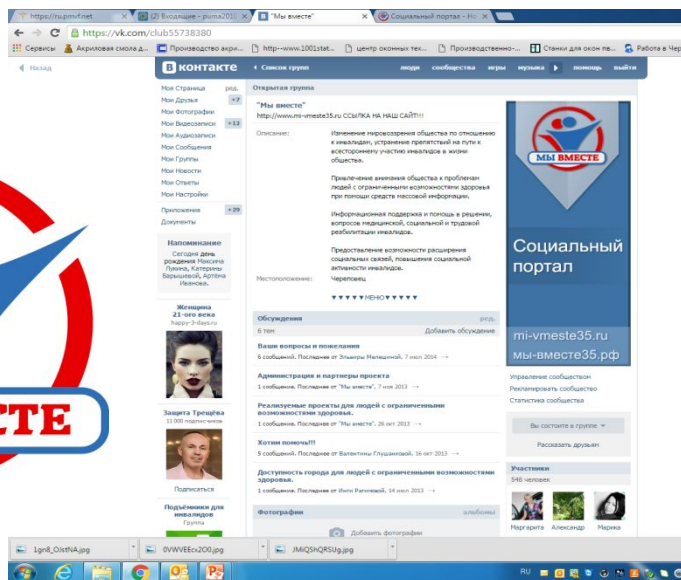 http://ru.pmvf.net
(2) Входящие - puma201
"Мы вместе"
Социальный портал - Но
https://vk.com/club55738380
Сервисы
Акриловая смола д...
Производство акри...
http--www.1001stat...
центр оконных тех...
Производственно-...
Станки для окон пв...
Работа в Чер
Назад
В контакте
Список групп
люди сообщества игры музыка помощь выйти
Моя Страница ред.
Мои Друзья +7
Мои Фотографии
Мои Видеозаписи +12
Мои Аудиозаписи
Мои Сообщения
Мои Группы
Мои Новости
Мои Ответы
Мои Настройки
Приложения +29
Документы
Напоминание
Сегодня день
рождения Максима
Лукина, Катерины
Барышевой, Артёма
Иванова.
Женщина
21-ого века
happy-3-days.ru
Защита Трещёва
11 000 подписчиков
Подписаться
Подъёмники для
инвалидов
Группа
Открытая группа
"Мы вместе"
http://www.mi-vmeste35.ru ССЫЛКА НА НАШ САЙТ!!!
Описание: Изменение мировоззрения общества по отношению
к инвалидам, устранение препятствий на пути к
всестороннему участию инвалидов в жизни
общества.
Привлечение внимания общества к проблемам
людей с ограниченными возможностями здоровья
при помощи средств массовой информации.
Информационная поддержка и помощь в решении,
вопросов медицинской, социальной и трудовой
реабилитации инвалидов.
Предоставление возможности расширения
социальных связей, повышения социальной
активности инвалидов.
Местоположение: Череповец
▼▼▼▼▼МЕНЮ▼▼▼▼▼
Обсуждения ред.
6 тем Добавить обсуждение
Ваши вопросы и пожелания
6 сообщений. Последнее от Эльвиры Мелешиной, 7 июл 2014 →
Администрация и партнеры проекта
1 сообщение. Последнее от "Мы вместе", 7 ноя 2013 →
Реализуемые проекты для людей с ограниченными
возможностями здоровья.
1 сообщение. Последнее от "Мы вместе", 26 окт 2013 →
Хотим помочь!!!
5 сообщений. Последнее от Валентины Глушанковой, 16 окт 2013 →
Доступность города для людей с ограниченными возможностями
здоровья.
1 сообщение. Последнее от Инги 14 июл 2013 →
Фотографии альбомы
Добавить фотографии
МЫ ВМЕСТЕ
Социальный
портал
mi-vmeste35.ru
мы-вместе35.рф
Управление сообществом
Рекламировать сообщество
Статистика сообщества
Вы состоите в группе
Рассказать друзьям
Участники
548 человек
Маргарита Александр Марика
СТЕ
1gn8_OJstNA.jpg
0VWVEEcx2O0.jpg
JMiQShQRSUg.jpg
RU